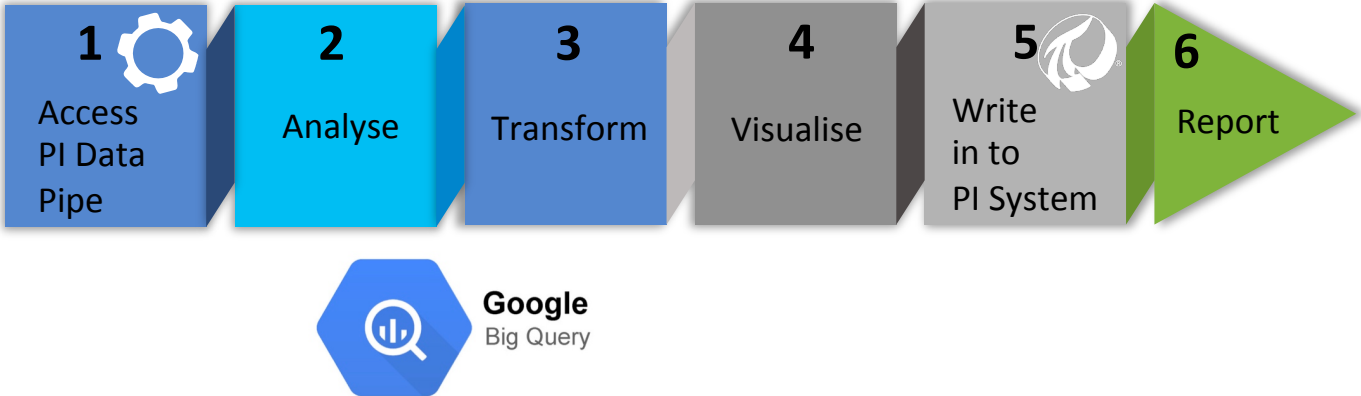 1
Access
PI Data
Pipe
2
Analyse
3
Transform
4
Visualise
5
®
Write
in to
PI System
6
Report
Google
Big Query